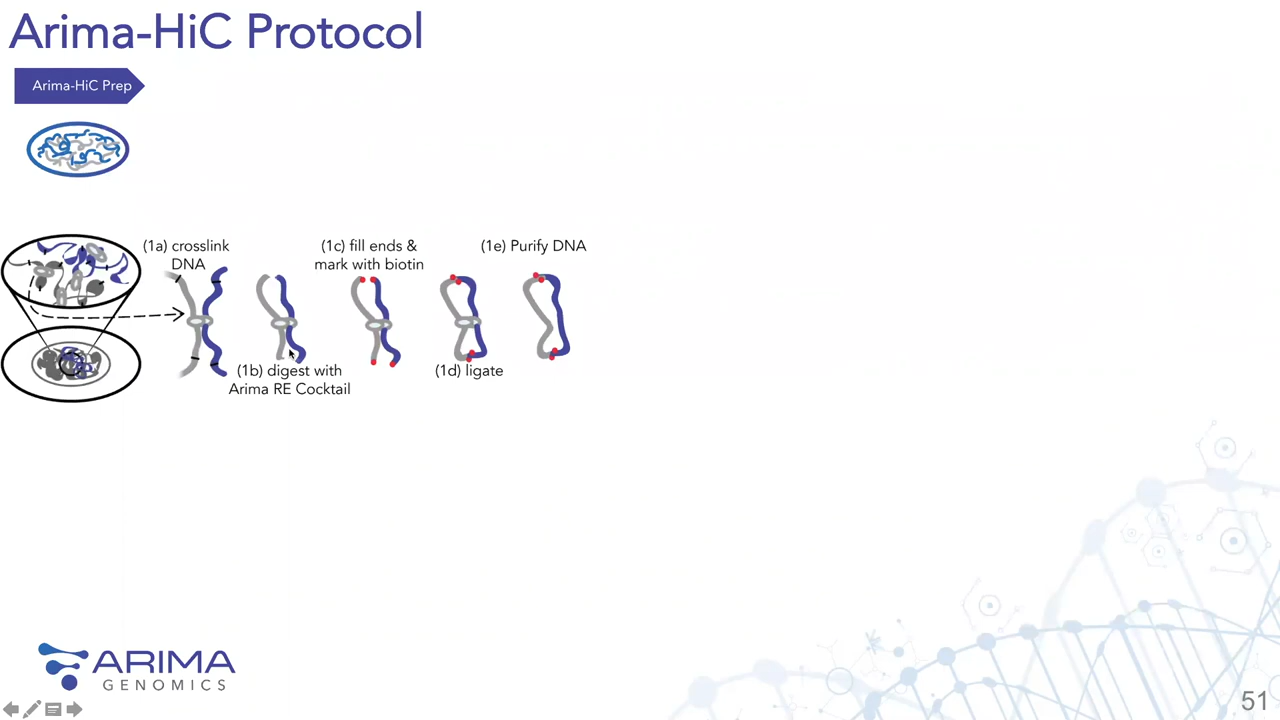 Arima-HiC Protocol
Arima-HiC Prep
(1a) crosslink
DNA
(1c) fill ends &
mark with biotin
(1e) Purify DNA
(1b) digest with
Arima RE Cocktail
(1d) ligate
ARIMA
GENOMICS
51